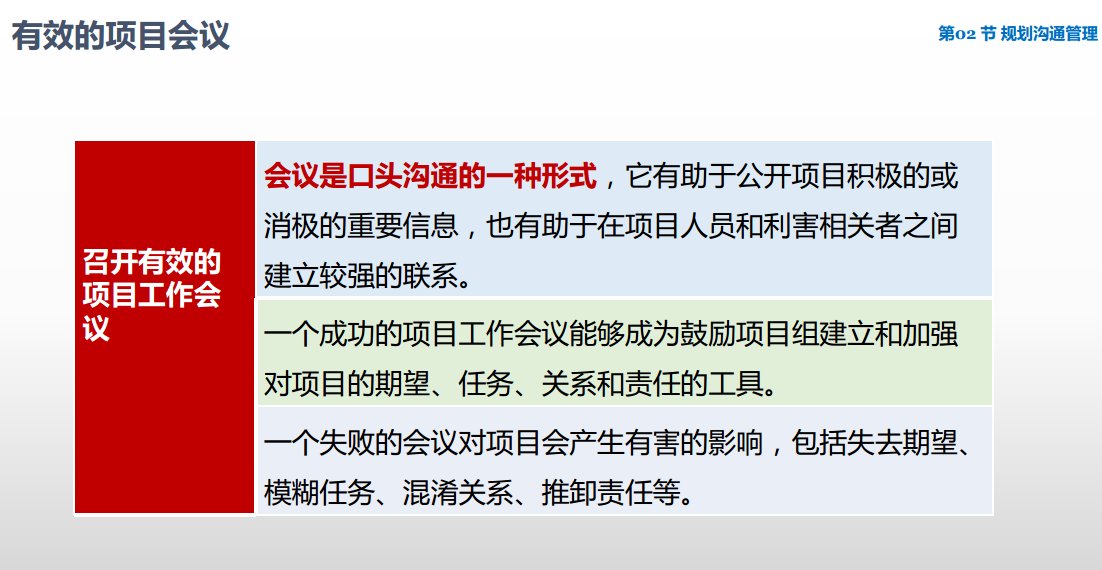 有效的项目会议
第02 节 规划沟通管理
召开有效的
项目工作会
议
会议是口头沟通的一种形式，它有助于公开项目积极的或
消极的重要信息，也有助于在项目人员和利害相关者之间
建立较强的联系。
一个成功的项目工作会议能够成为鼓励项目组建立和加强
对项目的期望、任务、关系和责任的工具。
一个失败的会议对项目会产生有害的影响，包括失去期望、
模糊任务、混淆关系、推卸责任等。